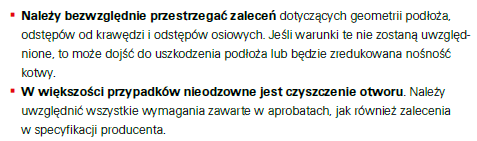 ▪ Należy bezwzględnie przestrzegać zaleceń dotyczących geometrii podłoża,
odstępów od krawędzi i odstępów osiowych. Jeśli warunki te nie zostaną uwzględ-
nione, to może dojść do uszkodzenia podłoża lub będzie zredukowana nośność
kotwy.
▪ W większości przypadków nieodzowne jest czyszczenie otworu. Należy
uwzględnić wszystkie wymagania zawarte w aprobatach, jak również zalecenia
w specyfikacji producenta.